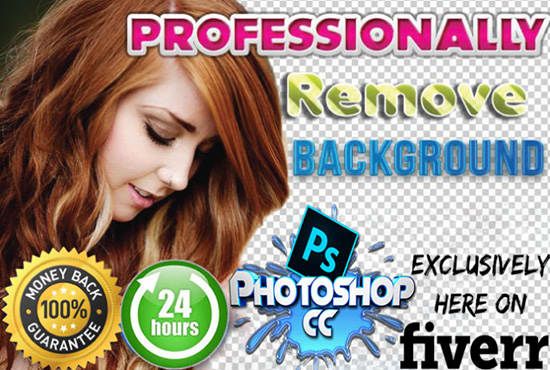 PROFESSIONALLY
Remove
BACKGROUND
Ps
PHOTOSHOP
CC
EXCLUSIVELY
HERE ON
fiverr
MONEY BACK
100%
GUARANTEE
24
hours